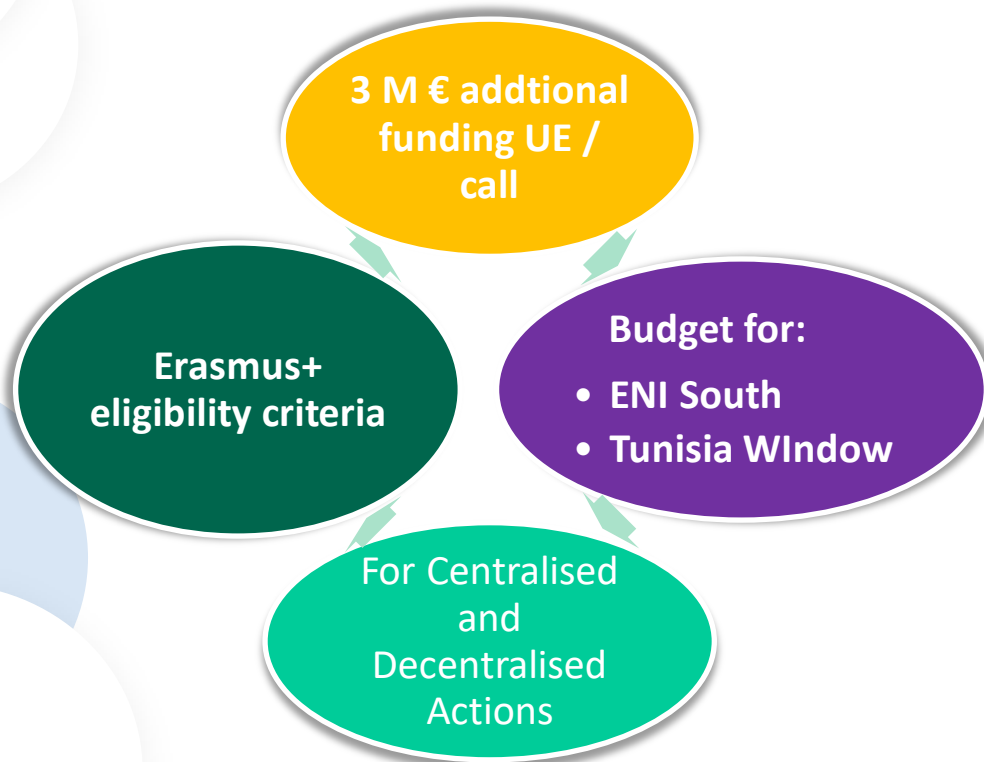 3 M € addtional
funding UE /
call
Erasmus+
eligibility criteria
Budget for:
• ENI South
• Tunisia WIndow
For Centralised
and
Decentralised
Actions